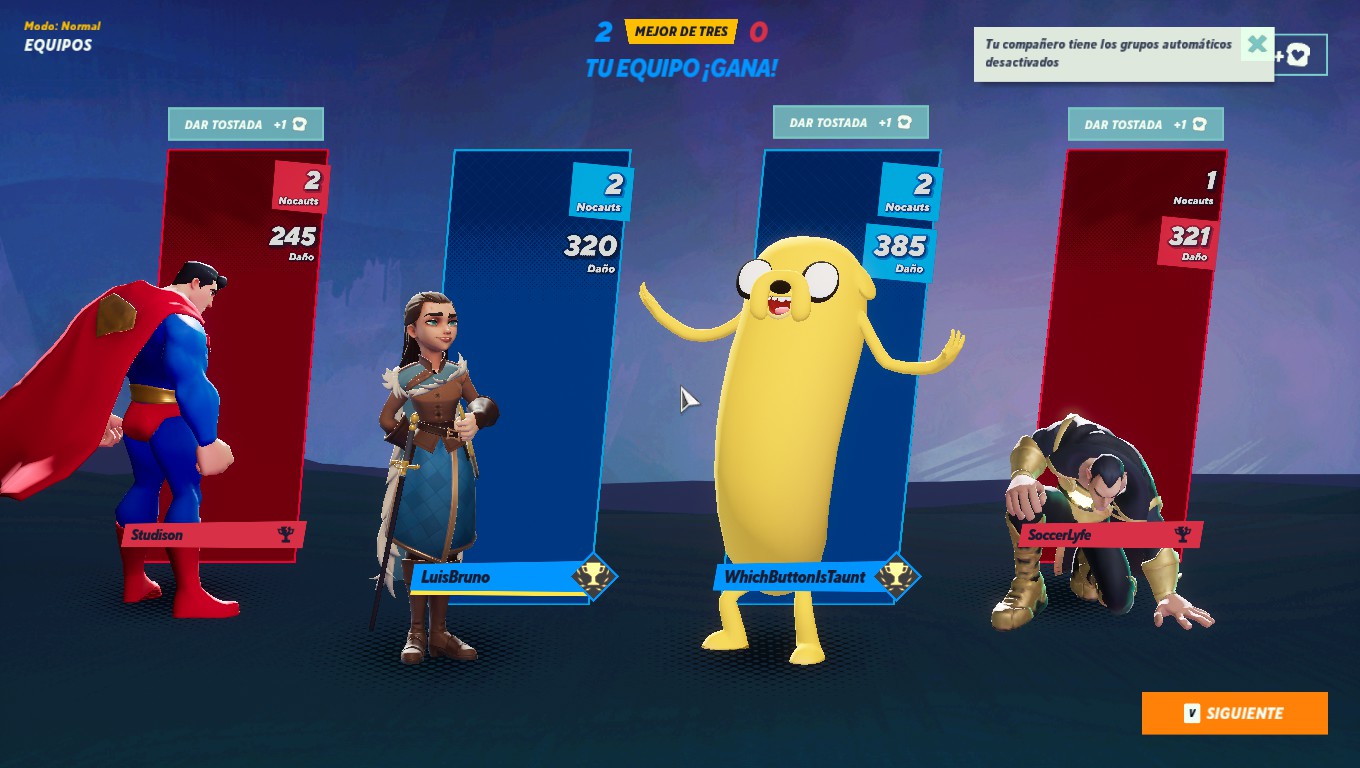 Modo: Normal
EQUIPOS
2 MEJOR DE TRES 0
TU EQUIPO ¡GANA!
Tu compañero tiene los grupos automáticos
desactivados
+
DAR TOSTADA +1
DAR TOSTADA +1
DAR TOSTADA +1
2
Nocauts
245
Daño
2
Nocauts
320
Daño
2
Nocauts
385
Daño
1
Nocauts
321
Daño
Studison
LuisBruno
WhichButtonIsTaunt
SoccerLyfe
V SIGUIENTE